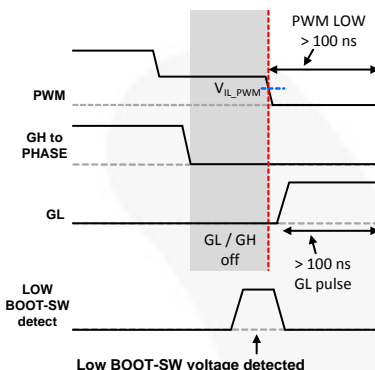 PWM LOW
> 100 ns
V_IL_PWM
PWM
GH to
PHASE
GL
GL / GH
off
> 100 ns
GL pulse
LOW
BOOT-SW
detect
Low BOOT-SW voltage detected